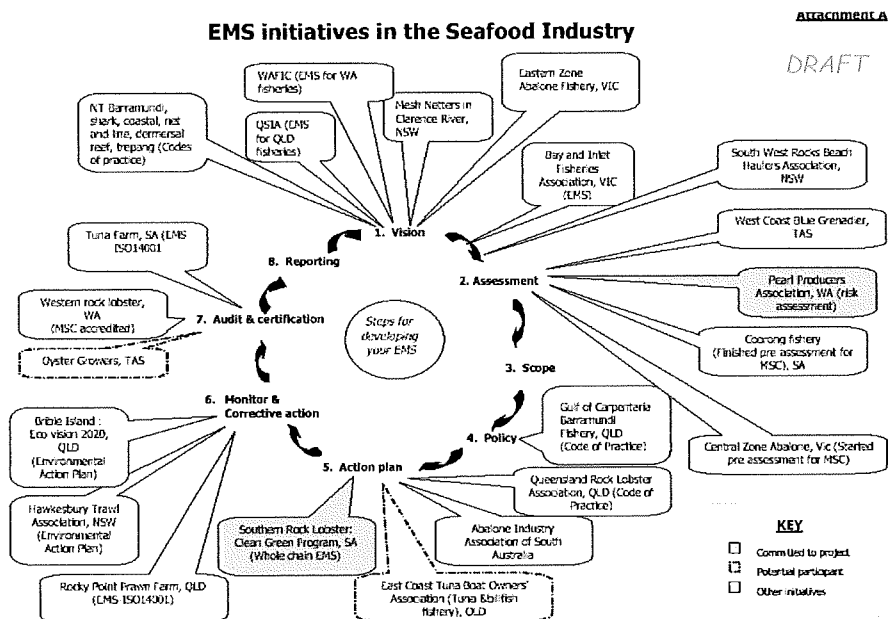 Attachment A
EMS initiatives in the Seafood Industry
DRAFT
NT Barramundi,
shark, coastal, net
and line, dermersal
reef, trepang (Codes
of practice)
WAFIC (EMS for WA
fisheries)
QSIA (EMS
for QLD
fisheries)
Mesh Netters in
Clarence River,
NSW
Eastern Zone
Abalone Fishery, VIC
Bay and Inlet
Fisheries
Association, VIC
(EMS)
South West Rocks Beach
Haulers Association,
NSW
West Coast Blue Grenadier,
TAS
Pearl Producers
Association, WA (risk
assessment)
Coorong fishery
(Finished pre assessment for
MSC), SA
Central Zone Abalone, Vic (Started
pre assessment for MSC)
1. Vision
2. Assessment
3. Scope
4. Policy
5. Action plan
6. Monitor &
Corrective action
7. Audit & certification
8. Reporting
Steps for
developing
your EMS
Tuna Farm, SA (EMS
ISO14001
Western rock lobster,
WA
(MSC accredited)
Oyster Growers, TAS
Bribie Island :
Eco vision 2020,
QLD
(Environmental
Action Plan)
Hawkesbury Trawl
Association, NSW
(Environmental
Action Plan)
Rocky Point Prawn Farm, QLD
(EMS-ISO14001)
Southern Rock Lobster:
Clean Green Program, SA
(Whole chain EMS)
East Coast Tuna Boat Owners'
Association (Tuna &billfish
fishery), QLD
Abalone Industry
Association of South
Australia
Queensland Rock Lobster
Association, QLD (Code of
Practice)
Gulf of Carpentaria
Barramundi
Fishery, QLD
(Code of Practice)
KEY
Committed to project
Potential participant
Other initiatives